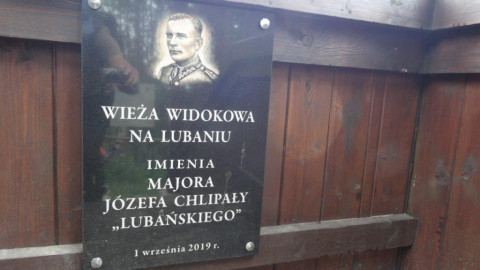 WIEŻA WIDOKOWA
NA LUBANIU
IMIENIA
MAJORA
JÓZEFA CHLIPAŁY
„LUBAŃSKIEGO”
1 września 2019 r.